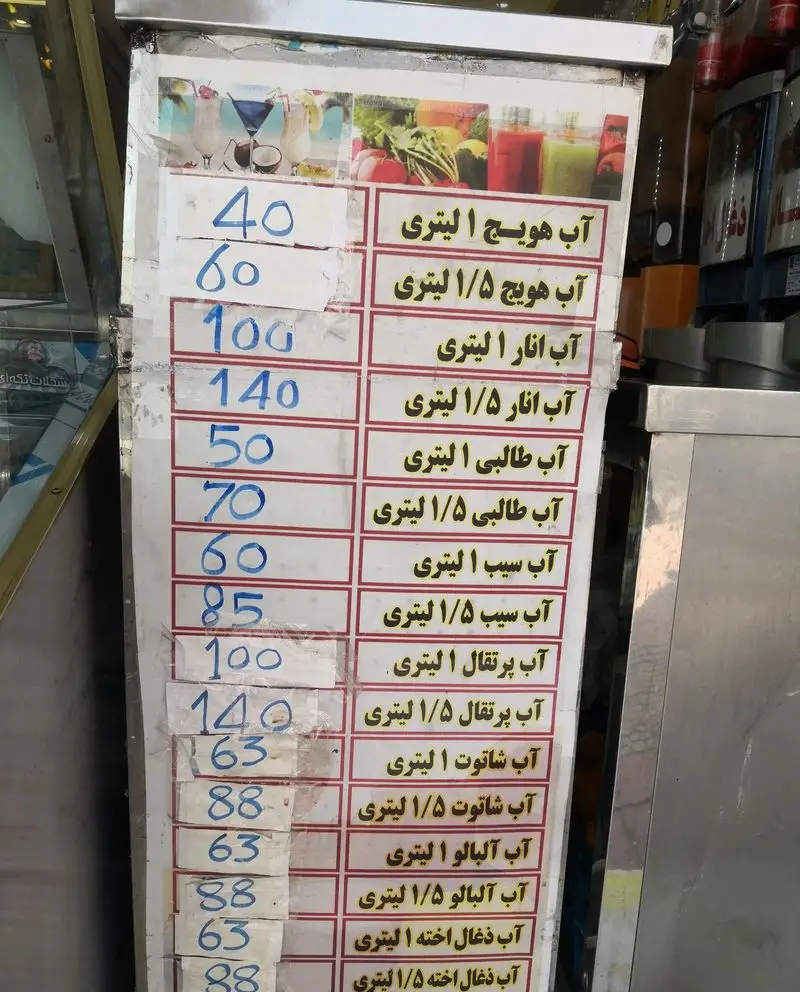 آب هویج ۱ لیتری 40
آب هویج ۱/۵ لیتری 60
آب انار ۱ لیتری 100
آب انار ۱/۵ لیتری 140
آب طالبی ۱ لیتری 50
آب طالبی ۱/۵ لیتری 70
آب سیب ۱ لیتری 60
آب سیب ۱/۵ لیتری 85
آب پرتقال ۱ لیتری 100
آب پرتقال ۱/۵ لیتری 140
آب شاتوت ۱ لیتری 63
آب شاتوت ۱/۵ لیتری 88
آب آلبالو ۱ لیتری 63
آب آلبالو ۱/۵ لیتری 88
آب ذغال اخته ۱ لیتری 63
آب ذغال اخته ۱/۵ لیتری 88
شکلات تکه‌ای